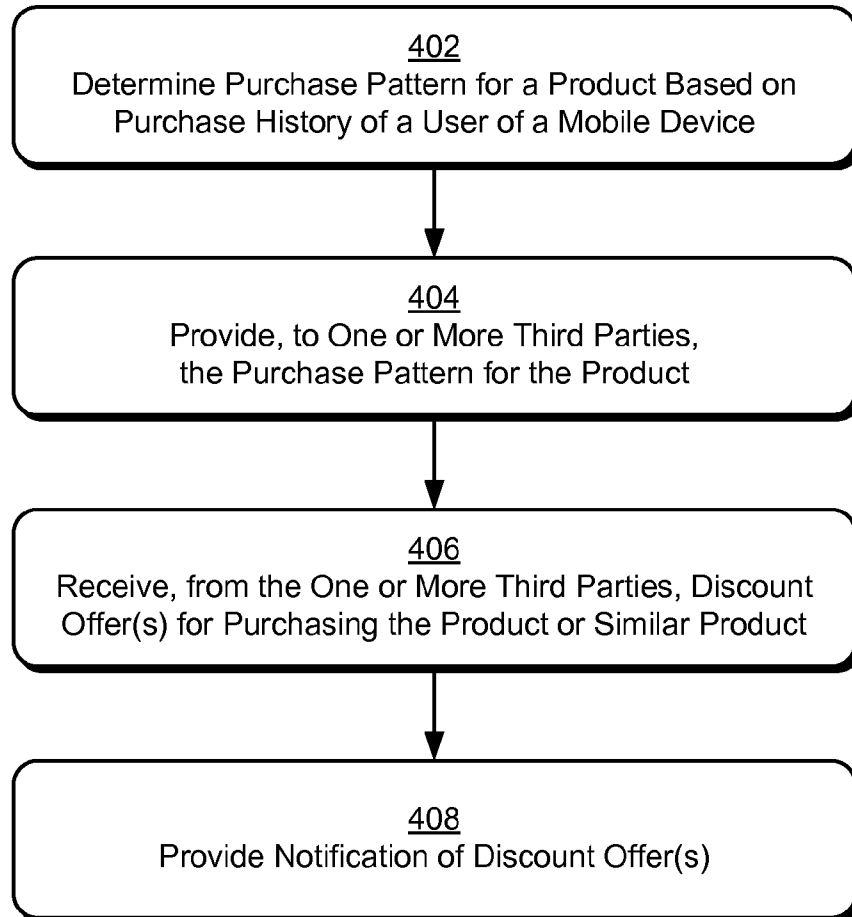 402
Determine Purchase Pattern for a Product Based on
Purchase History of a User of a Mobile Device
404
Provide, to One or More Third Parties,
the Purchase Pattern for the Product
406
Receive, from the One or More Third Parties, Discount
Offer(s) for Purchasing the Product or Similar Product
408
Provide Notification of Discount Offer(s)